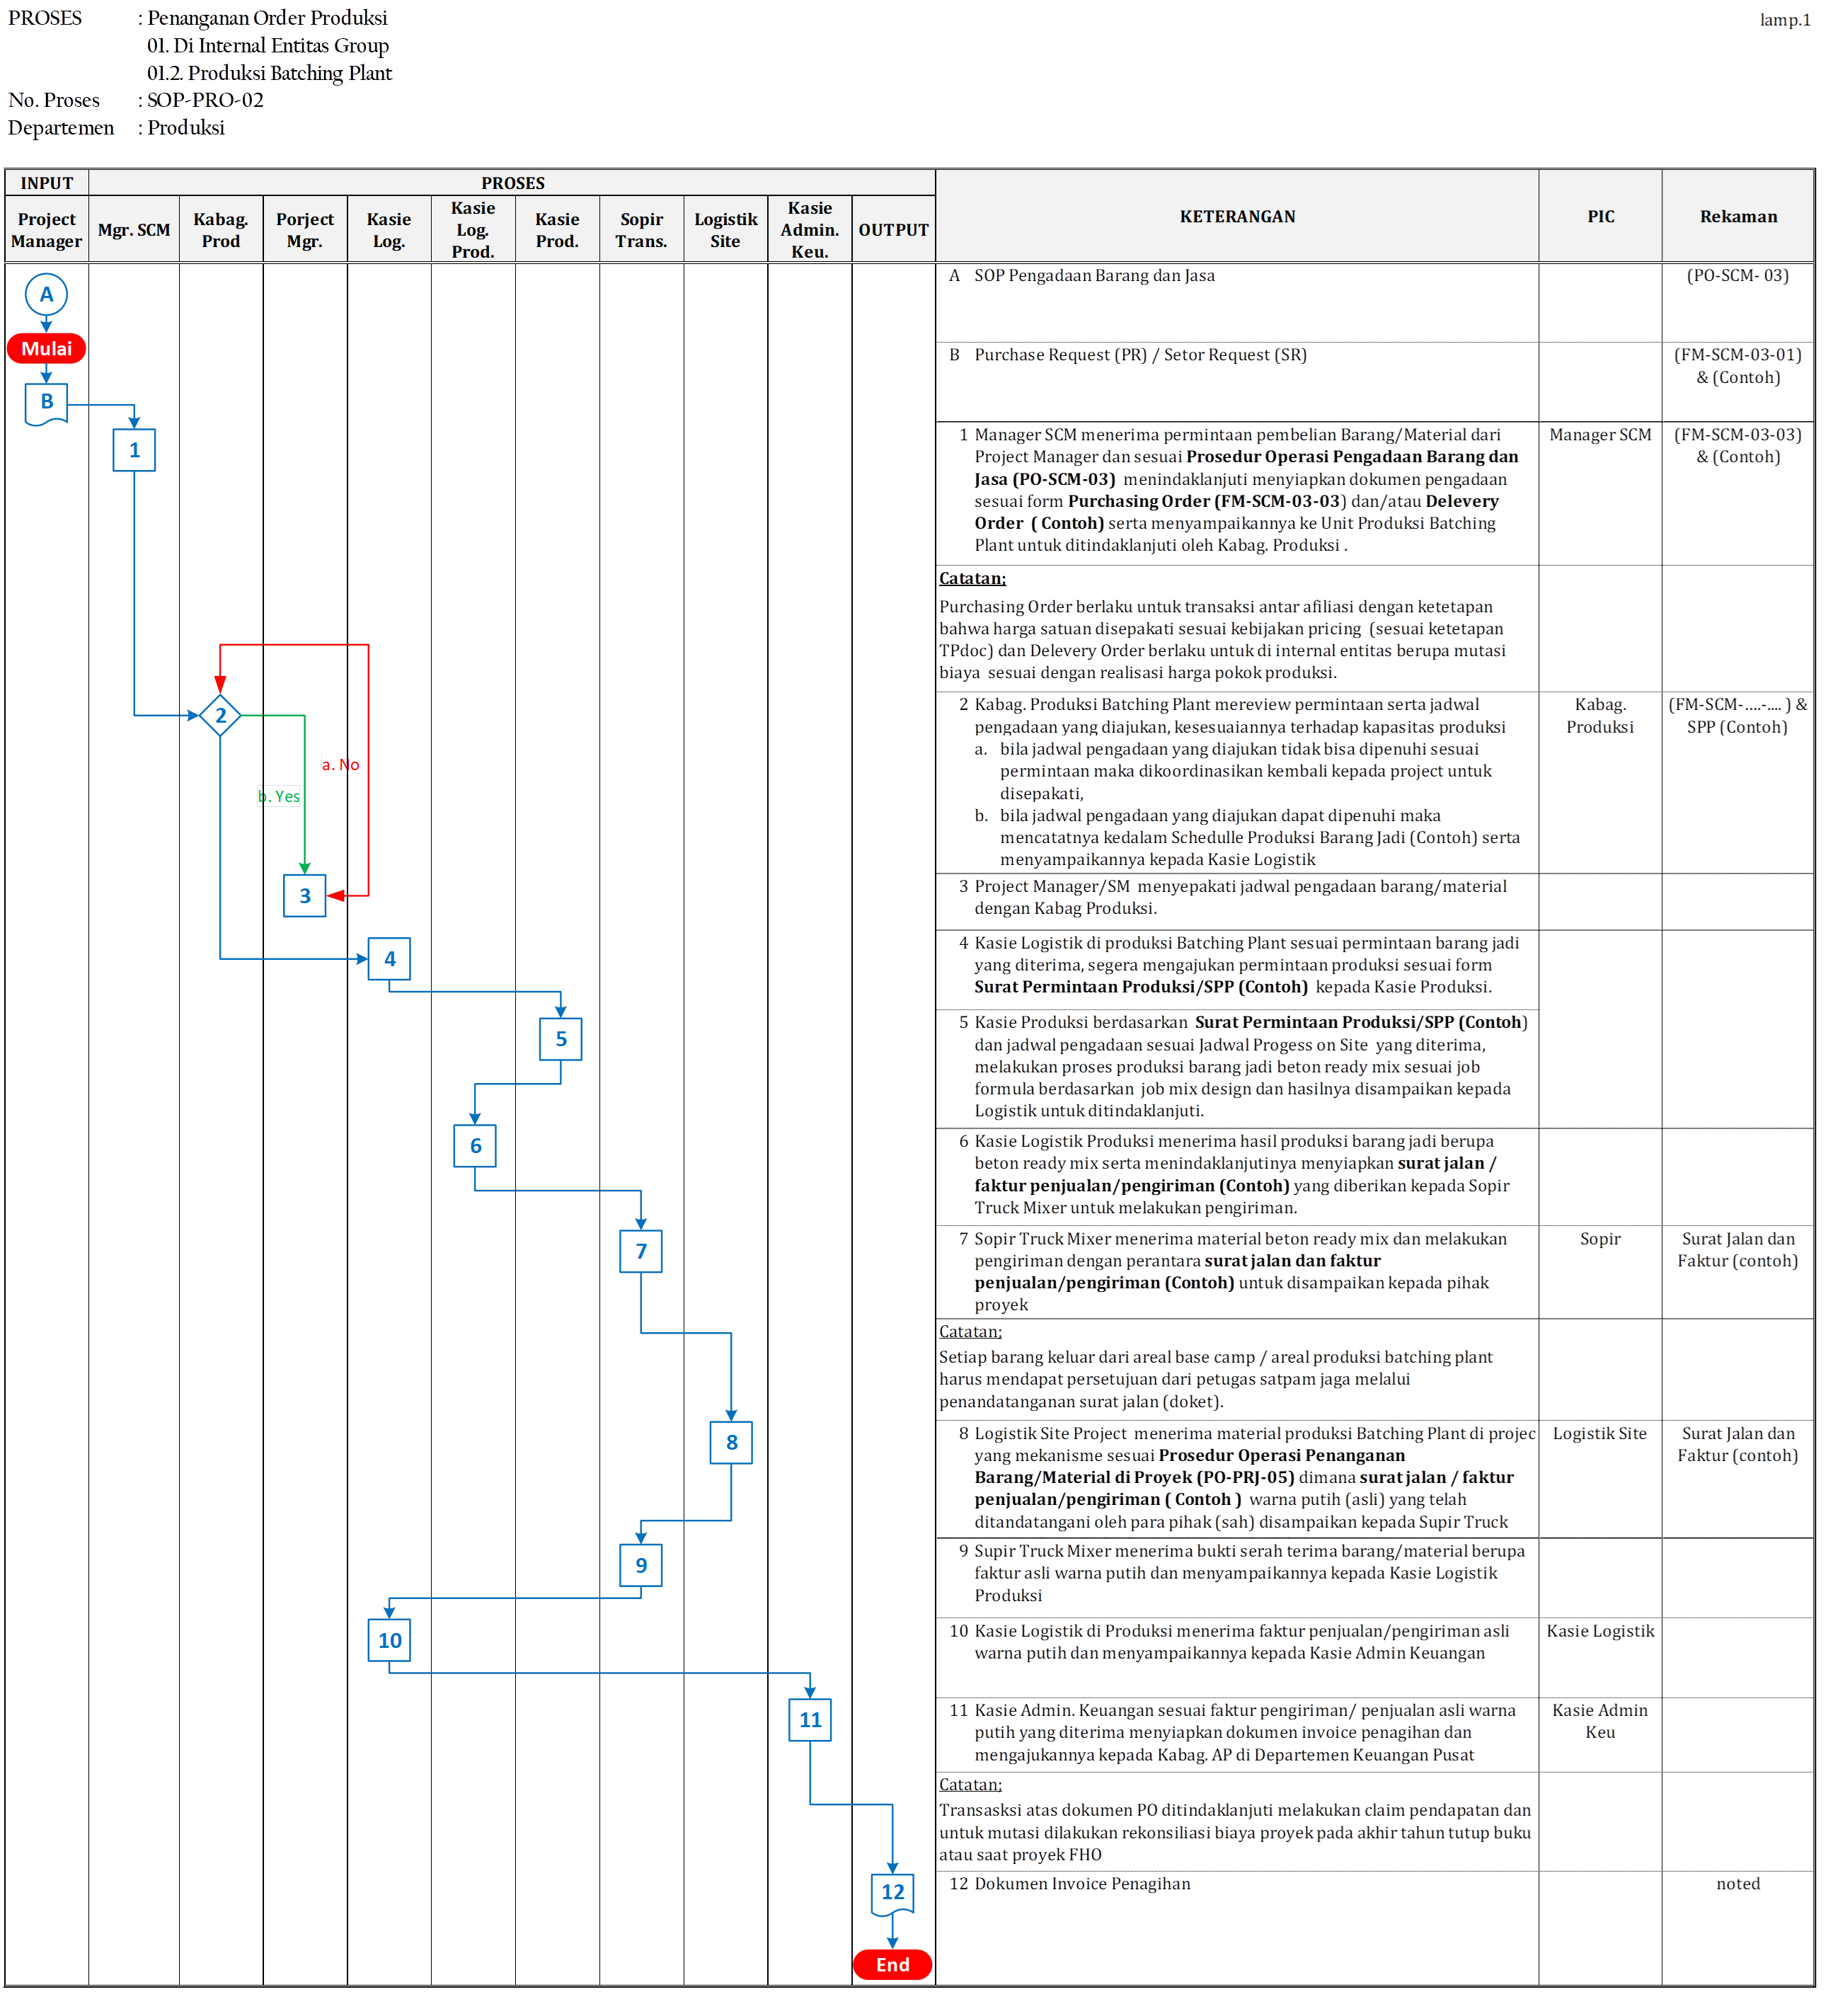 PROSES : Penanganan Order Produksi
lamp.1
01. Di Internal Entitas Group
01.2. Produksi Batching Plant
No. Proses : SOP-PRO-02
Departemen : Produksi
INPUT
PROSES
KETERANGAN
PIC
Rekaman
Project
Manager
Mgr. SCM
Kabag.
Prod
Porject
Mgr.
Kasie
Log.
Kasie
Log.
Prod.
Kasie
Prod.
Sopir
Trans.
Logistik
Site
Kasie
Admin.
Keu.
OUTPUT
A
Mulai
B
1
2
a. No
b. Yes
3
4
5
6
7
8
9
10
11
12
End
A SOP Pengadaan Barang dan Jasa
(PO-SCM- 03)
B Purchase Request (PR) / Setor Request (SR)
(FM-SCM-03-01)
& (Contoh)
1 Manager SCM menerima permintaan pembelian Barang/Material dari
Project Manager dan sesuai Prosedur Operasi Pengadaan Barang dan
Jasa (PO-SCM-03) menindaklanjuti menyiapkan dokumen pengadaan
sesuai form Purchasing Order (FM-SCM-03-03) dan/atau Delevery
Order ( Contoh) serta menyampaikannya ke Unit Produksi Batching
Plant untuk ditindaklanjuti oleh Kabag. Produksi .
Manager SCM
(FM-SCM-03-03)
& (Contoh)
Catatan;
Purchasing Order berlaku untuk transaksi antar afiliasi dengan ketetapan
bahwa harga satuan disepakati sesuai kebijakan pricing (sesuai ketetapan
TPdoc) dan Delevery Order berlaku untuk di internal entitas berupa mutasi
biaya sesuai dengan realisasi harga pokok produksi.
2 Kabag. Produksi Batching Plant mereview permintaan serta jadwal
pengadaan yang diajukan, kesesuaiannya terhadap kapasitas produksi
a. bila jadwal pengadaan yang diajukan tidak bisa dipenuhi sesuai
permintaan maka dikoordinasikan kembali kepada project untuk
disepakati,
b. bila jadwal pengadaan yang diajukan dapat dipenuhi maka
mencatatnya kedalam Schedulle Produksi Barang Jadi (Contoh) serta
menyampaikannya kepada Kasie Logistik
Kabag.
Produksi
(FM-SCM-....-.... ) &
SPP (Contoh)
3 Project Manager/SM menyepakati jadwal pengadaan barang/material
dengan Kabag Produksi.
4 Kasie Logistik di produksi Batching Plant sesuai permintaan barang jadi
yang diterima, segera mengajukan permintaan produksi sesuai form
Surat Permintaan Produksi/SPP (Contoh) kepada Kasie Produksi.
5 Kasie Produksi berdasarkan Surat Permintaan Produksi/SPP (Contoh)
dan jadwal pengadaan sesuai Jadwal Progess on Site yang diterima,
melakukan proses produksi barang jadi beton ready mix sesuai job
formula berdasarkan job mix design dan hasilnya disampaikan kepada
Logistik untuk ditindaklanjuti.
6 Kasie Logistik Produksi menerima hasil produksi barang jadi berupa
beton ready mix serta menindaklanjutinya menyiapkan surat jalan /
faktur penjualan/pengiriman (Contoh) yang diberikan kepada Sopir
Truck Mixer untuk melakukan pengiriman.
7 Sopir Truck Mixer menerima material beton ready mix dan melakukan
pengiriman dengan perantara surat jalan dan faktur
penjualan/pengiriman (Contoh) untuk disampaikan kepada pihak
proyek
Sopir
Surat Jalan dan
Faktur (contoh)
Catatan;
Setiap barang keluar dari areal base camp / areal produksi batching plant
harus mendapat persetujuan dari petugas satpam jaga melalui
penandatanganan surat jalan (doket).
8 Logistik Site Project menerima material produksi Batching Plant di projec
yang mekanisme sesuai Prosedur Operasi Penanganan
Barang/Material di Proyek (PO-PRJ-05) dimana surat jalan / faktur
penjualan/pengiriman ( Contoh ) warna putih (asli) yang telah
ditandatangani oleh para pihak (sah) disampaikan kepada Supir Truck
Logistik Site
Surat Jalan dan
Faktur (contoh)
9 Supir Truck Mixer menerima bukti serah terima barang/material berupa
faktur asli warna putih dan menyampaikannya kepada Kasie Logistik
Produksi
10 Kasie Logistik di Produksi menerima faktur penjualan/pengiriman asli
warna putih dan menyampaikannya kepada Kasie Admin Keuangan
Kasie Logistik
11 Kasie Admin. Keuangan sesuai faktur pengiriman/ penjualan asli warna
putih yang diterima menyiapkan dokumen invoice penagihan dan
mengajukannya kepada Kabag. AP di Departemen Keuangan Pusat
Kasie Admin
Keu
Catatan;
Transasksi atas dokumen PO ditindaklanjuti melakukan claim pendapatan dan
untuk mutasi dilakukan rekonsiliasi biaya proyek pada akhir tahun tutup buku
atau saat proyek FHO
12 Dokumen Invoice Penagihan
noted